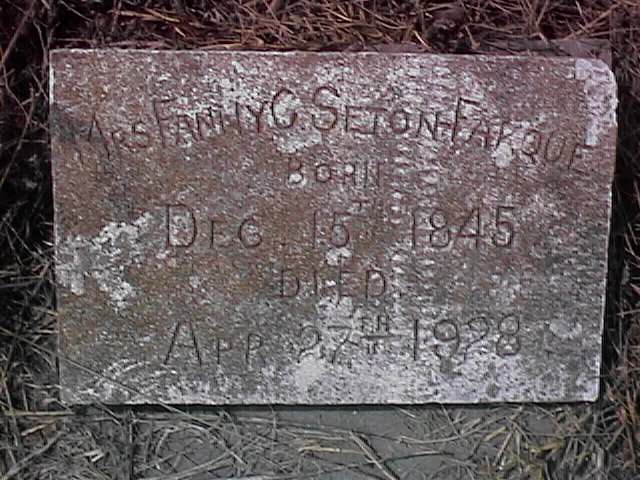 MRS FANNY C. SETON-FARQUE
BORN
DEC. 15TH 1845
DIED
APR 27TH 1928